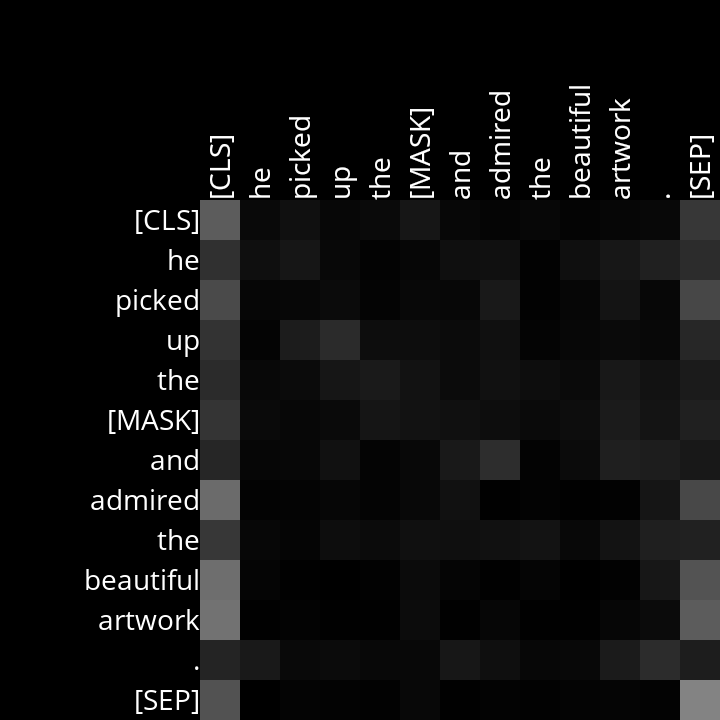 [CLS] he picked up the [MASK] and admired the beautiful artwork . [SEP]
[CLS]
he
picked
up
the
[MASK]
and
admired
the
beautiful
artwork
.
[SEP]